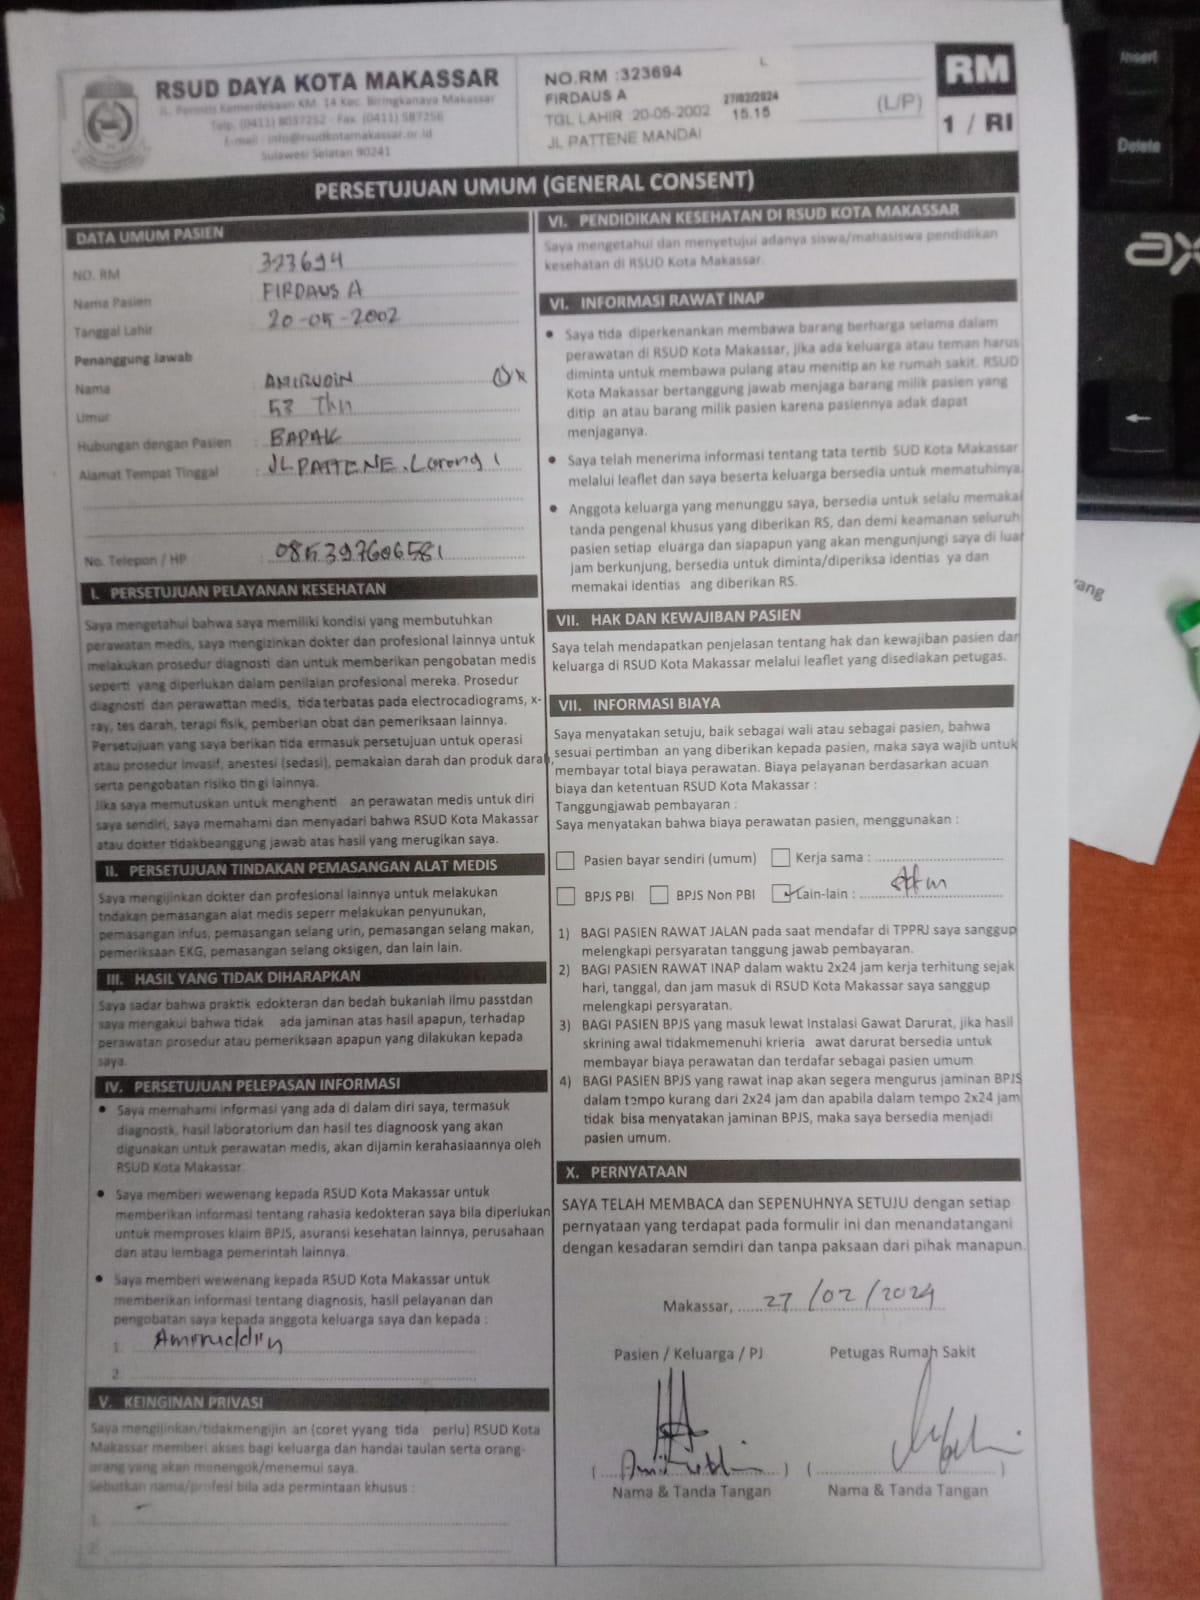 RSUD DAYA KOTA MAKASSAR
JL. Perintis Kemerdekaan KM. 14 Kec. Biringkanaya Makassar
Telp. (0411) 8037252 - Fax. (0411) 587256
E-mail : info@rsudkotamakassar.or.id
Sulawesi Selatan 90241
NO.RM :323694
L
FIRDAUS A
27/02/2024
TGL LAHIR 20-05-2002
15.15
JL PATTENE MANDAI
(L/P)
RM
1 / RI
PERSETUJUAN UMUM (GENERAL CONSENT)
DATA UMUM PASIEN
NO. RM 323694
Nama Pasien : FIRDAUS A
Tanggal Lahir : 20-05-2002
Penanggung Jawab
Nama : AMIRUDIN
Umur : 53 Thn
Hubungan dengan Pasien : BAPAK
Alamat Tempat Tinggal : JL PATTENE. Lorong 1
No. Telepon / HP : 085397606581
I. PERSETUJUAN PELAYANAN KESEHATAN
Saya mengetahui bahwa saya memiliki kondisi yang membutuhkan
perawatan medis, saya mengizinkan dokter dan profesional lainnya untuk
melakukan prosedur diagnosti dan untuk memberikan pengobatan medis
seperti yang diperlukan dalam penilaian profesional mereka. Prosedur
diagnosti dan perawattan medis, tida terbatas pada electrocadiograms, x-
ray, tes darah, terapi fisik, pemberian obat dan pemeriksaan lainnya.
Persetujuan yang saya berikan tida ermasuk persetujuan untuk operasi
atau prosedur invasif, anestesi (sedasi), pemakaian darah dan produk darah,
serta pengobatan risiko tin gi lainnya.
Jika saya memutuskan untuk menghenti an perawatan medis untuk diri
saya sendiri, saya memahami dan menyadari bahwa RSUD Kota Makassar
atau dokter tidakbeanggung jawab atas hasil yang merugikan saya.
II. PERSETUJUAN TINDAKAN PEMASANGAN ALAT MEDIS
Saya mengijinkan dokter dan profesional lainnya untuk melakukan
tndakan pemasangan alat medis seperr melakukan penyunukan,
pemasangan infus, pemasangan selang urin, pemasangan selang makan,
pemeriksaan EKG, pemasangan selang oksigen, dan lain lain.
III. HASIL YANG TIDAK DIHARAPKAN
Saya sadar bahwa praktik edokteran dan bedah bukanlah ilmu passtdan
saya mengakui bahwa tidak ada jaminan atas hasil apapun, terhadap
perawatan prosedur atau pemeriksaan apapun yang dilakukan kepada
saya.
IV. PERSETUJUAN PELEPASAN INFORMASI
• Saya memahami informasi yang ada di dalam diri saya, termasuk
diagnostk, hasil laboratorium dan hasil tes diagnoosk yang akan
digunakan untuk perawatan medis, akan dijamin kerahasiaannya oleh
RSUD Kota Makassar.
• Saya memberi wewenang kepada RSUD Kota Makassar untuk
memberikan informasi tentang rahasia kedokteran saya bila diperlukan
untuk memproses klaim BPJS, asuransi kesehatan lainnya, perusahaan
dan atau lembaga pemerintah lainnya.
• Saya memberi wewenang kepada RSUD Kota Makassar untuk
memberikan informasi tentang diagnosis, hasil pelayanan dan
pengobatan saya kepada anggota keluarga saya dan kepada :
1. Amiruddin
2.
V. KEINGINAN PRIVASI
Saya mengijinkan/tidakmengijin an (coret yyang tida perlu) RSUD Kota
Makassar memberi akses bagi keluarga dan handai taulan serta orang-
orang yang akan menengok/menemui saya.
Sebutkan nama/profesi bila ada permintaan khusus :
1.
2.
VI. PENDIDIKAN KESEHATAN DI RSUD KOTA MAKASSAR
Saya mengetahui dan menyetujui adanya siswa/mahasiswa pendidikan
kesehatan di RSUD Kota Makassar.
VI. INFORMASI RAWAT INAP
• Saya tida diperkenankan membawa barang berharga selama dalam
perawatan di RSUD Kota Makassar, jika ada keluarga atau teman harus
diminta untuk membawa pulang atau menitip an ke rumah sakit. RSUD
Kota Makassar bertanggung jawab menjaga barang milik pasien yang
ditip an atau barang milik pasien karena pasiennya adak dapat
menjaganya.
• Saya telah menerima informasi tentang tata tertib SUD Kota Makassar
melalui leaflet dan saya beserta keluarga bersedia untuk mematuhinya.
• Anggota keluarga yang menunggu saya, bersedia untuk selalu memakai
tanda pengenal khusus yang diberikan RS, dan demi keamanan seluruh
pasien setiap eluarga dan siapapun yang akan mengunjungi saya di luar
jam berkunjung, bersedia untuk diminta/diperiksa identias ya dan
memakai identias ang diberikan RS.
VII. HAK DAN KEWAJIBAN PASIEN
Saya telah mendapatkan penjelasan tentang hak dan kewajiban pasien dar
keluarga di RSUD Kota Makassar melalui leaflet yang disediakan petugas.
VII. INFORMASI BIAYA
Saya menyatakan setuju, baik sebagai wali atau sebagai pasien, bahwa
sesuai pertimban an yang diberikan kepada pasien, maka saya wajib untuk
membayar total biaya perawatan. Biaya pelayanan berdasarkan acuan
biaya dan ketentuan RSUD Kota Makassar :
Tanggungjawab pembayaran :
Saya menyatakan bahwa biaya perawatan pasien, menggunakan :
Pasien bayar sendiri (umum) Kerja sama :
BPJS PBI BPJS Non PBI Lain-lain :
1) BAGI PASIEN RAWAT JALAN pada saat mendafar di TPPRJ saya sanggup
melengkapi persyaratan tanggung jawab pembayaran.
2) BAGI PASIEN RAWAT INAP dalam waktu 2x24 jam kerja terhitung sejak
hari, tanggal, dan jam masuk di RSUD Kota Makassar saya sanggup
melengkapi persyaratan.
3) BAGI PASIEN BPJS yang masuk lewat Instalasi Gawat Darurat, jika hasil
skrining awal tidakmemenuhi krieria awat darurat bersedia untuk
membayar biaya perawatan dan terdafar sebagai pasien umum
4) BAGI PASIEN BPJS yang rawat inap akan segera mengurus jaminan BPJS
dalam tempo kurang dari 2x24 jam dan apabila dalam tempo 2x24 jam
tidak bisa menyatakan jaminan BPJS, maka saya bersedia menjadi
pasien umum.
X. PERNYATAAN
SAYA TELAH MEMBACA dan SEPENUHNYA SETUJU dengan setiap
pernyataan yang terdapat pada formulir ini dan menandatangani
dengan kesadaran semdiri dan tanpa paksaan dari pihak manapun.
Makassar, 27/02/2024
Pasien / Keluarga / PJ Petugas Rumah Sakit
Nama & Tanda Tangan Nama & Tanda Tangan
Insert
Delete
ax
rang